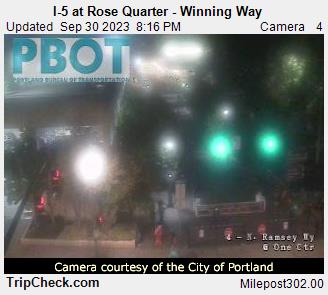 I-5 at Rose Quarter - Winning Way
Updated Sep 30 2023 8:16 PM Camera 4
PBOT
PORTLAND BUREAU OF TRANSPORTATION
4 - N. Ramsey Wy
@ One Ctr
Camera courtesy of the City of Portland
TripCheck.com Milepost302.00